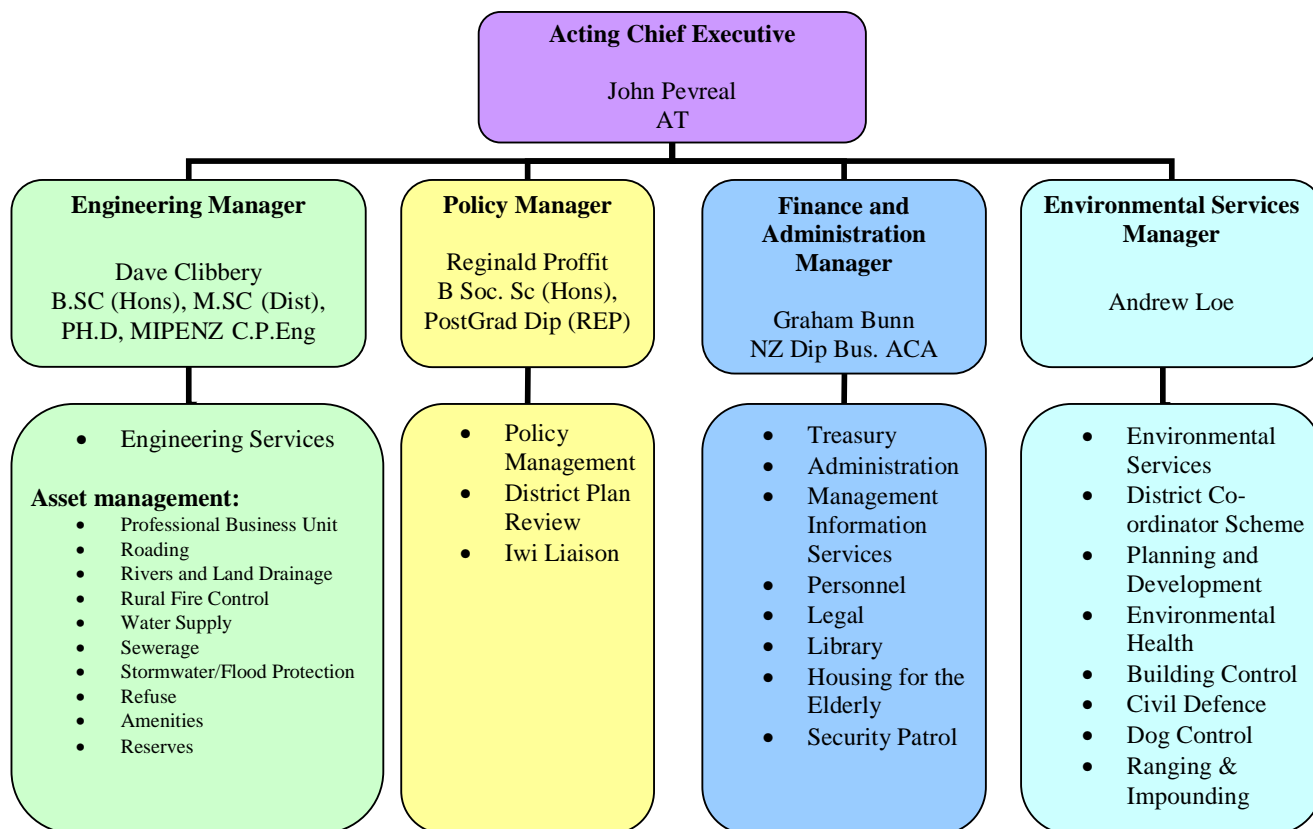 Acting Chief Executive
John Pevreal
AT
Engineering Manager
Dave Clibbery
B.SC (Hons), M.SC (Dist),
PH.D, MIPENZ C.P.Eng
Policy Manager
Reginald Proffit
B Soc. Sc (Hons),
PostGrad Dip (REP)
Finance and
Administration
Manager
Graham Bunn
NZ Dip Bus. ACA
Environmental Services
Manager
Andrew Loe
• Engineering Services
Asset management:
• Professional Business Unit
• Roading
• Rivers and Land Drainage
• Rural Fire Control
• Water Supply
• Sewerage
• Stormwater/Flood Protection
• Refuse
• Amenities
• Reserves
• Policy
Management
• District Plan
Review
• Iwi Liaison
• Treasury
• Administration
• Management
Information
Services
• Personnel
• Legal
• Library
• Housing for the
Elderly
• Security Patrol
• Environmental
Services
• District Co-
ordinator Scheme
• Planning and
Development
• Environmental
Health
• Building Control
• Civil Defence
• Dog Control
• Ranging &
Impounding